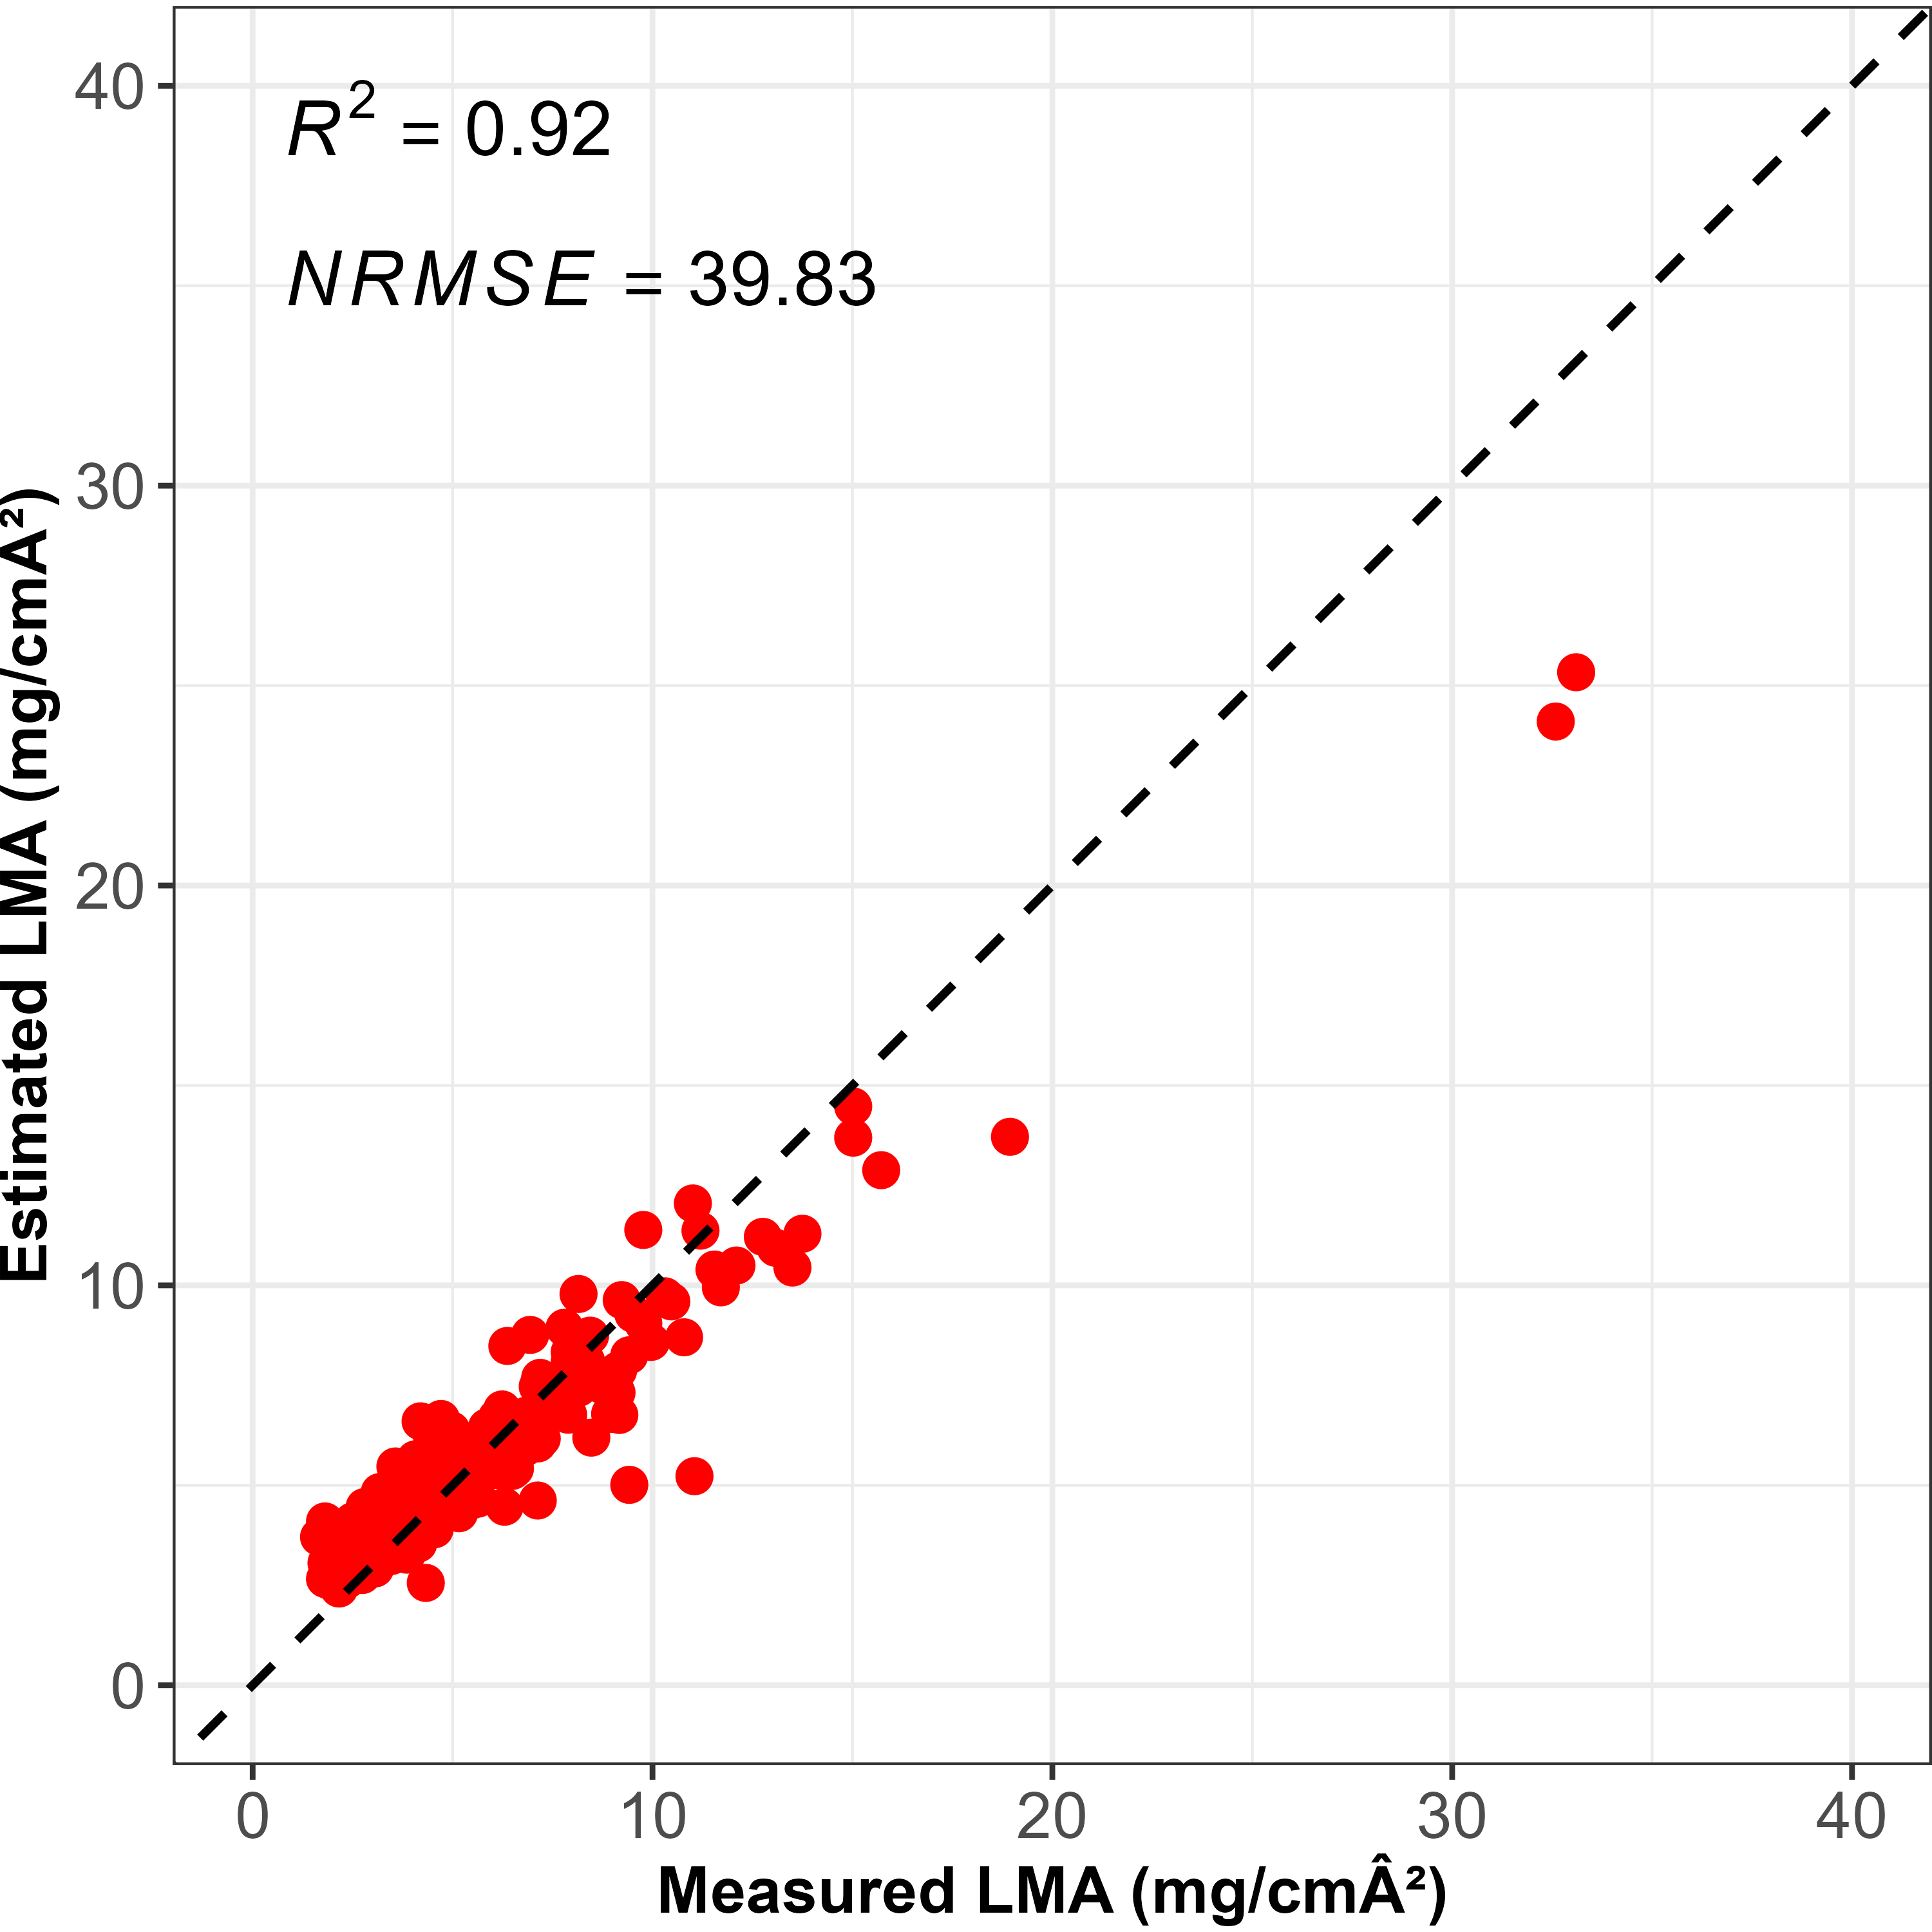 R² = 0.92
NRMSE = 39.83
40
30
20
10
0
Estimated LMA (mg/cmÂ²)
0 10 20 30 40
Measured LMA (mg/cmÂ²)